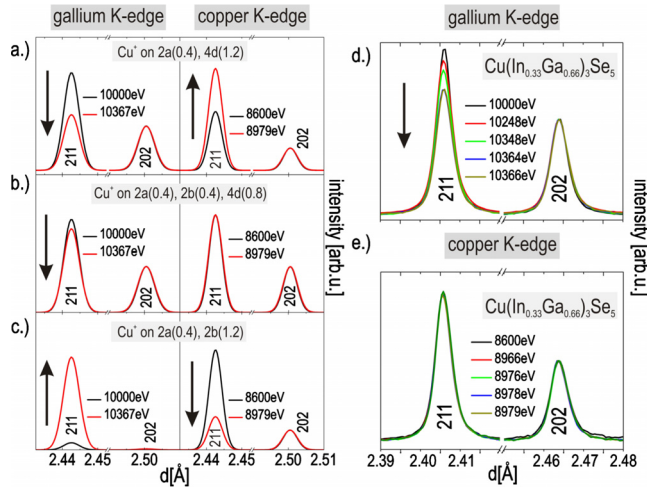 gallium K-edge
copper K-edge
a.)
Cu⁺ on 2a(0.4), 4d(1.2)
10000eV
10367eV
211
202
8600eV
8979eV
211
202
b.)
Cu⁺ on 2a(0.4), 2b(0.4), 4d(0.8)
10000eV
10367eV
211
202
8600eV
8979eV
211
202
c.)
Cu⁺ on 2a(0.4), 2b(1.2)
10000eV
10367eV
211
202
8600eV
8979eV
211
202
2.44 2.45 2.50 2.44 2.45 2.50 2.51
d[Å]
intensity [arb.u.]
gallium K-edge
d.)
Cu(In₀.₃₃Ga₀.₆₆)₃Se₅
10000eV
10248eV
10348eV
10364eV
10366eV
211
202
e.)
copper K-edge
Cu(In₀.₃₃Ga₀.₆₆)₃Se₅
8600eV
8966eV
8976eV
8978eV
8979eV
211
202
2.39 2.40 2.41 2.46 2.47 2.48
d[Å]
intensity [arb.u.]